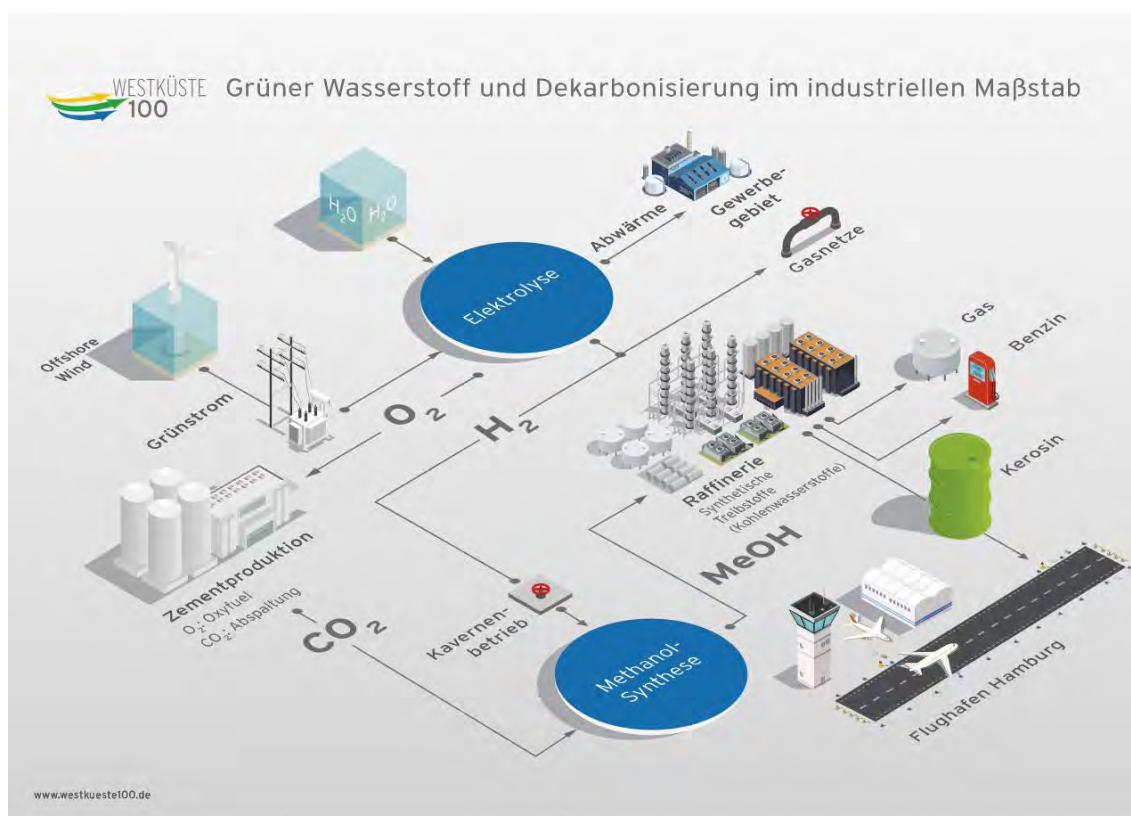 WESTKÜSTE
100
Grüner Wasserstoff und Dekarbonisierung im industriellen Maßstab
H₂O H₂O
Abwärme
Gewerbe-
gebiet
Gasnetze
Elektrolyse
Offshore
Wind
Grünstrom
O₂
H₂
Gas
Benzin
Kerosin
Raffinerie
Synthetische
Treibstoffe
(Kohlenwasserstoffe)
Zementproduktion
O₂: Oxyfuel
CO₂: Abspaltung
CO₂
Kavernen-
betrieb
MeOH
Methanol-
Synthese
Flughafen Hamburg
www.westkueste100.de